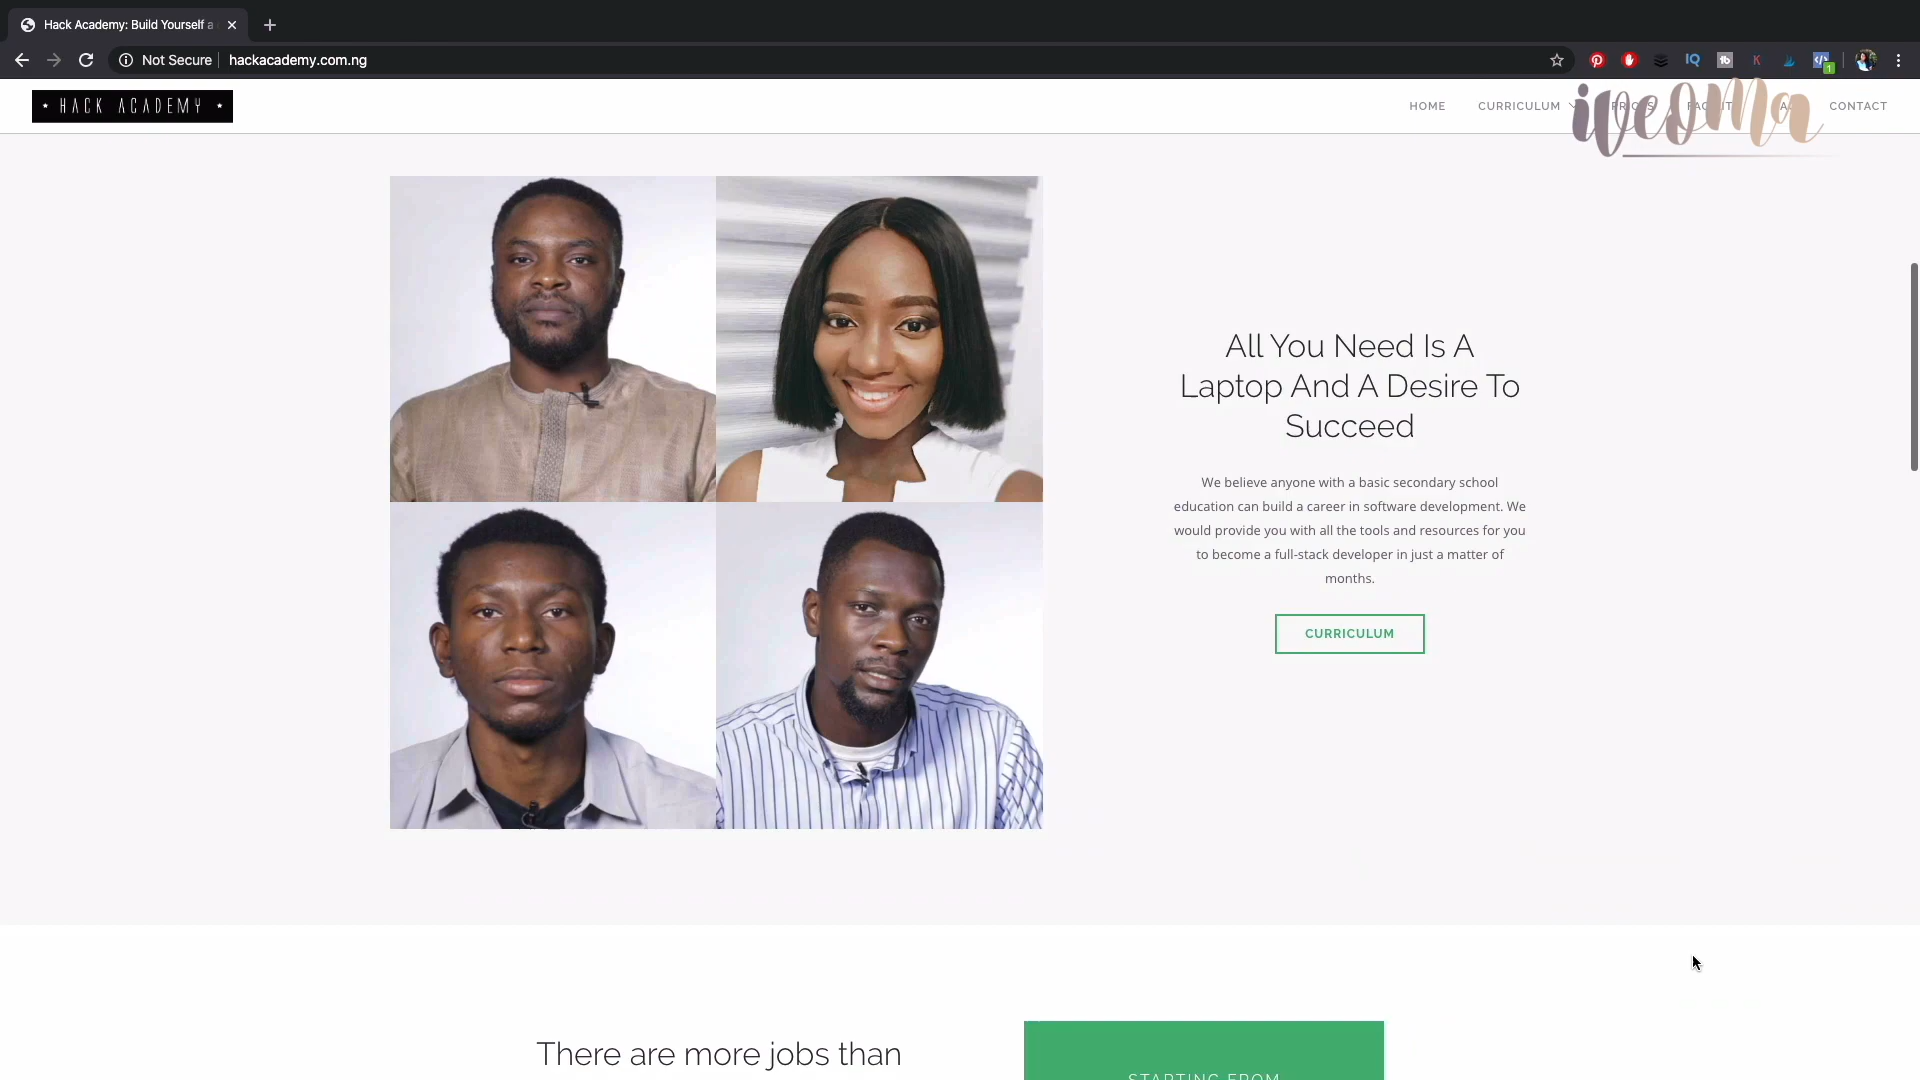 Hack Academy: Build Yourself a
Not Secure
hackacademy.com.ng
1
HACK ACADEMY
HOME
CURRICULUM
CONTACT
iveoma
All You Need Is A
Laptop And A Desire To
Succeed
We believe anyone with a basic secondary school
education can build a career in software development. We
would provide you with all the tools and resources for you
to become a full-stack developer in just a matter of
months.
CURRICULUM
There are more jobs than
STARTING FROM